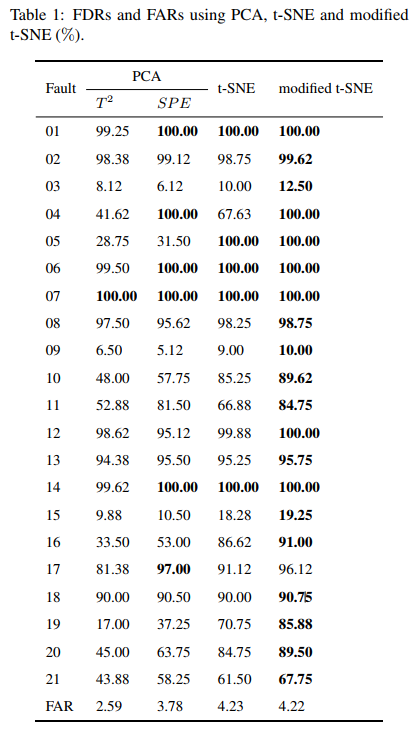 Table 1: FDRs and FARs using PCA, t-SNE and modified
t-SNE (%).
Fault PCA t-SNE modified t-SNE
T² SPE
01 99.25 100.00 100.00 100.00
02 98.38 99.12 98.75 99.62
03 8.12 6.12 10.00 12.50
04 41.62 100.00 67.63 100.00
05 28.75 31.50 100.00 100.00
06 99.50 100.00 100.00 100.00
07 100.00 100.00 100.00 100.00
08 97.50 95.62 98.25 98.75
09 6.50 5.12 9.00 10.00
10 48.00 57.75 85.25 89.62
11 52.88 81.50 66.88 84.75
12 98.62 95.12 99.88 100.00
13 94.38 95.50 95.25 95.75
14 99.62 100.00 100.00 100.00
15 9.88 10.50 18.28 19.25
16 33.50 53.00 86.62 91.00
17 81.38 97.00 91.12 96.12
18 90.00 90.50 90.00 90.75
19 17.00 37.25 70.75 85.88
20 45.00 63.75 84.75 89.50
21 43.88 58.25 61.50 67.75
FAR 2.59 3.78 4.23 4.22